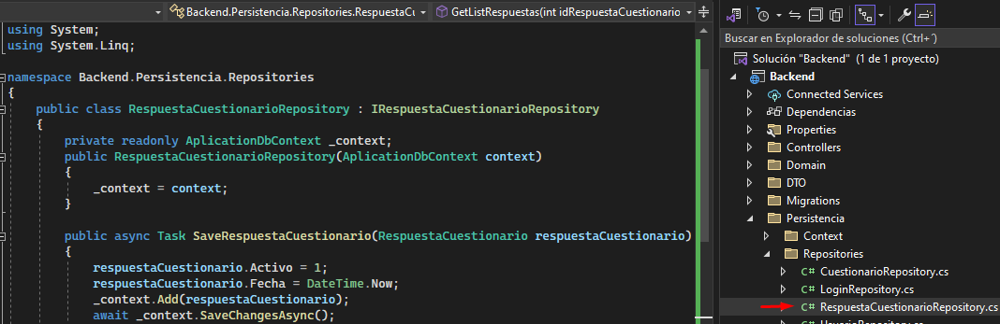 Backend.Persistencia.Repositories.RespuestaCu
GetListRespuestas(int idRespuestaCuestionario
using System;
using System.Linq;
namespace Backend.Persistencia.Repositories
{
public class RespuestaCuestionarioRepository : IRespuestaCuestionarioRepository
{
private readonly AplicationDbContext _context;
public RespuestaCuestionarioRepository(AplicationDbContext context)
{
_context = context;
}
public async Task SaveRespuestaCuestionario(RespuestaCuestionario respuestaCuestionario)
{
respuestaCuestionario.Activo = 1;
respuestaCuestionario.Fecha = DateTime.Now;
_context.Add(respuestaCuestionario);
await _context.SaveChangesAsync();
Buscar en Explorador de soluciones (Ctrl+´)
Solución "Backend" (1 de 1 proyecto)
Backend
Connected Services
Dependencias
Properties
Controllers
Domain
DTO
Migrations
Persistencia
Context
Repositories
C# CuestionarioRepository.cs
C# LoginRepository.cs
C# RespuestaCuestionarioRepository.cs
C# UsuarioRepository.cs